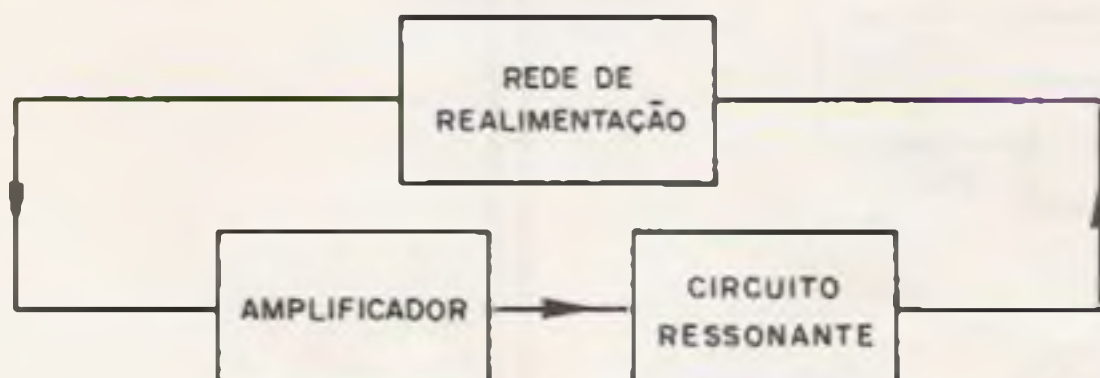 REDE DE
REALIMENTAÇÃO
AMPLIFICADOR
CIRCUITO
RESSONANTE